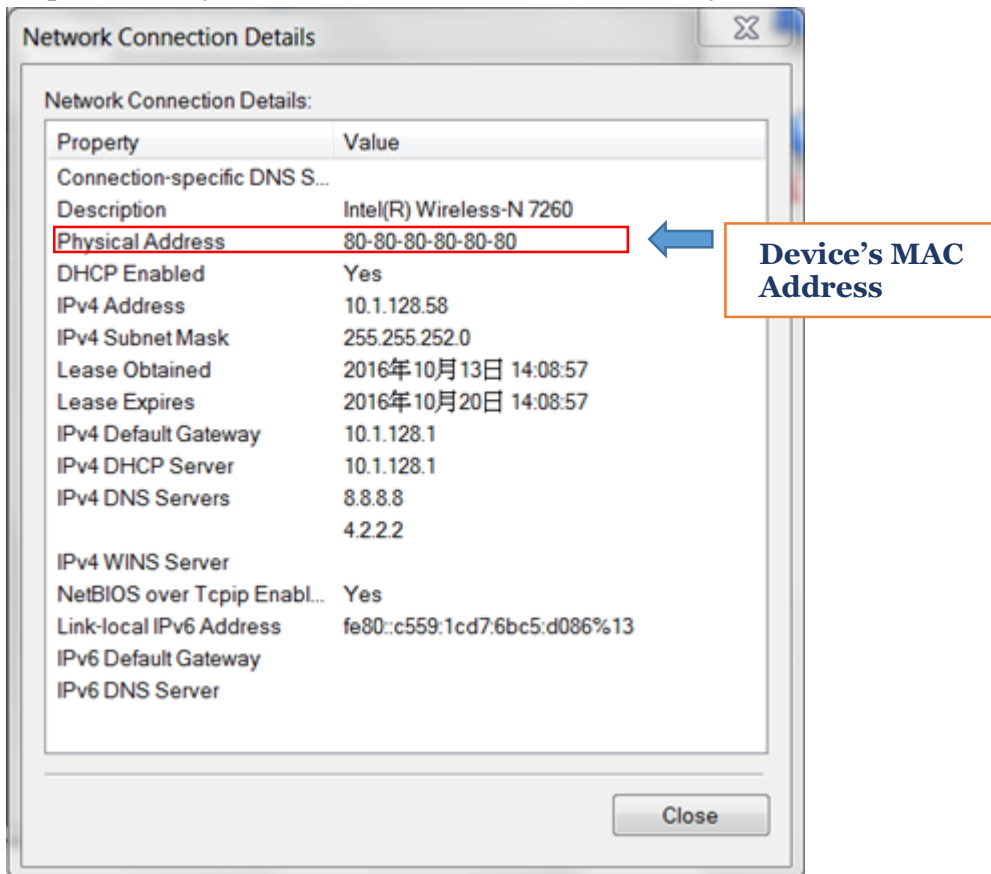 Network Connection Details
Network Connection Details:
Property Value
Connection-specific DNS S...
Description Intel(R) Wireless-N 7260
Physical Address 80-80-80-80-80-80
Device's MAC
Address
DHCP Enabled Yes
IPv4 Address 10.1.128.58
IPv4 Subnet Mask 255.255.252.0
Lease Obtained 2016年10月13日 14:08:57
Lease Expires 2016年10月20日 14:08:57
IPv4 Default Gateway 10.1.128.1
IPv4 DHCP Server 10.1.128.1
IPv4 DNS Servers 8.8.8.8
4.2.2.2
IPv4 WINS Server
NetBIOS over Tcpip Enabl... Yes
Link-local IPv6 Address fe80::c559:1cd7:6bc5:d086%13
IPv6 Default Gateway
IPv6 DNS Server
Close